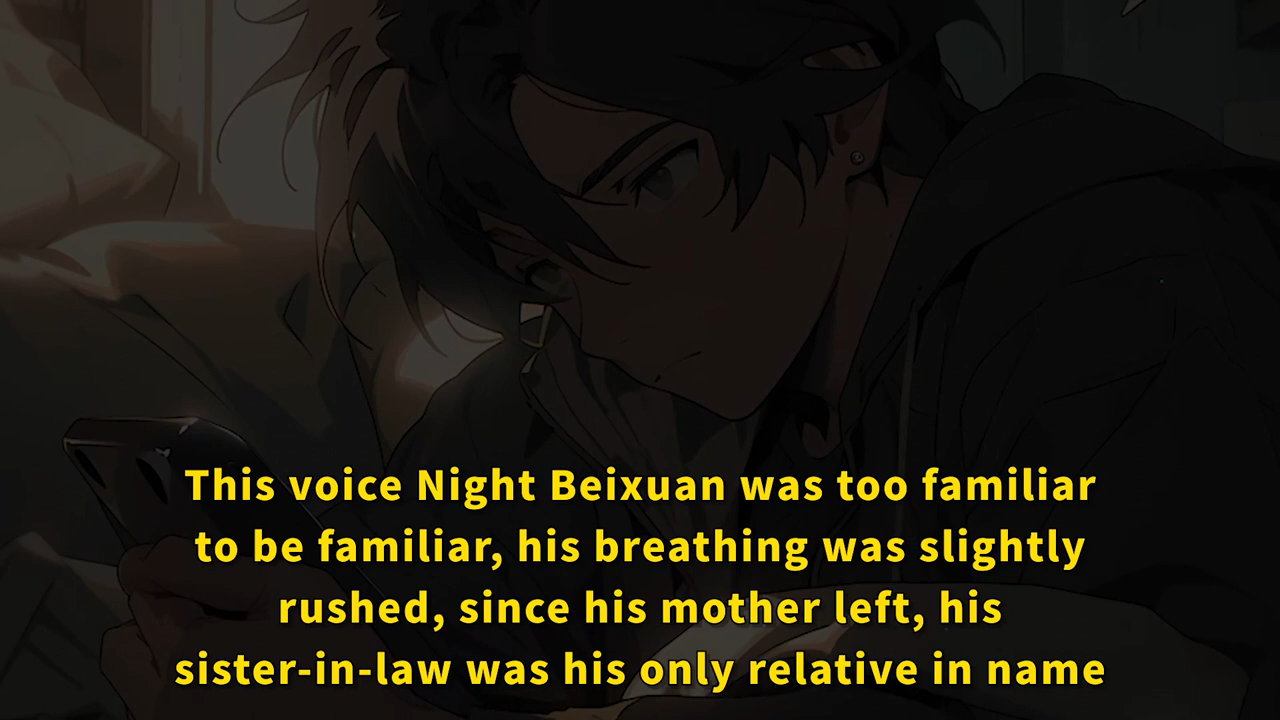 This voice Night Beixuan was too familiar
to be familiar, his breathing was slightly
rushed, since his mother left, his
sister-in-law was his only relative in name